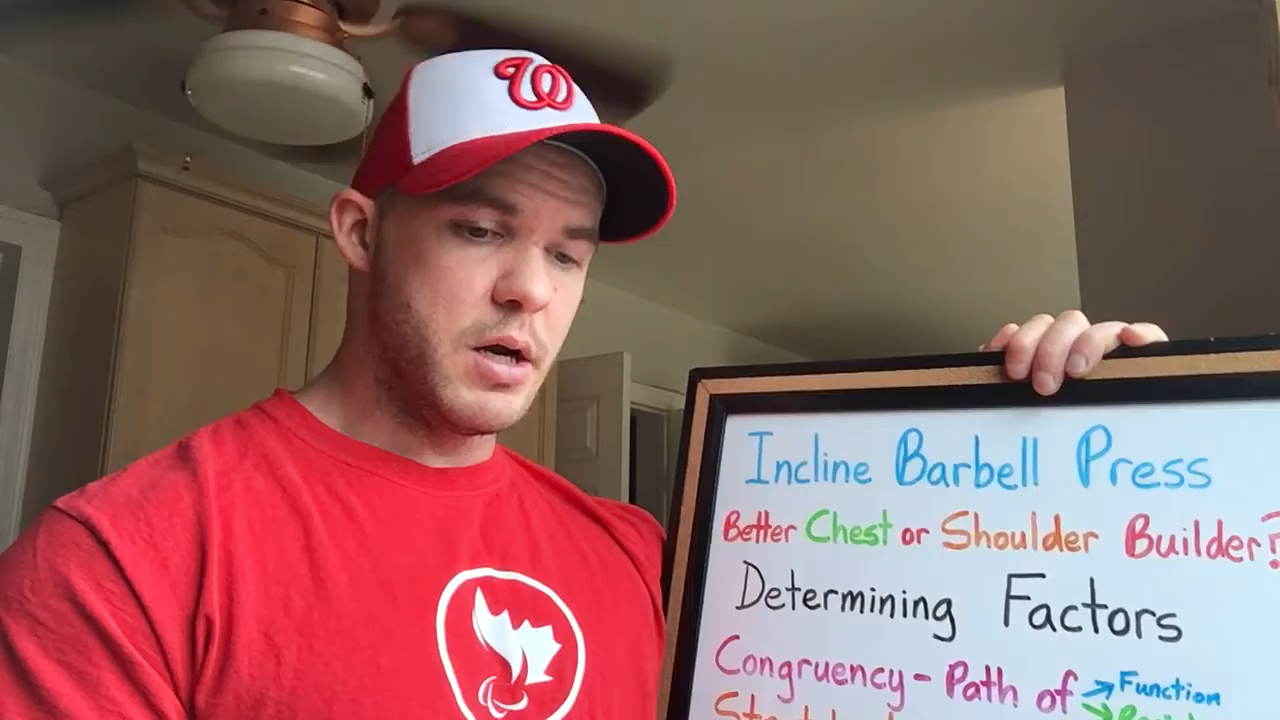 W
Incline Barbell Press
Better Chest or Shoulder Builder?
Determining Factors
Congruency - Path of → Function